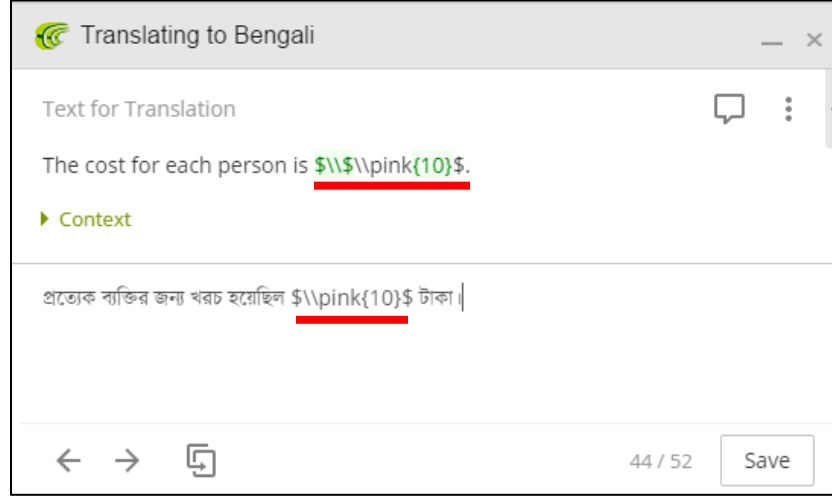 Translating to Bengali
Text for Translation
The cost for each person is $\\$\\pink{10}$.
Context
প্রত্যেক ব্যক্তির জন্য খরচ হয়েছিল $\\pink{10}$ টাকা।
44 / 52
Save